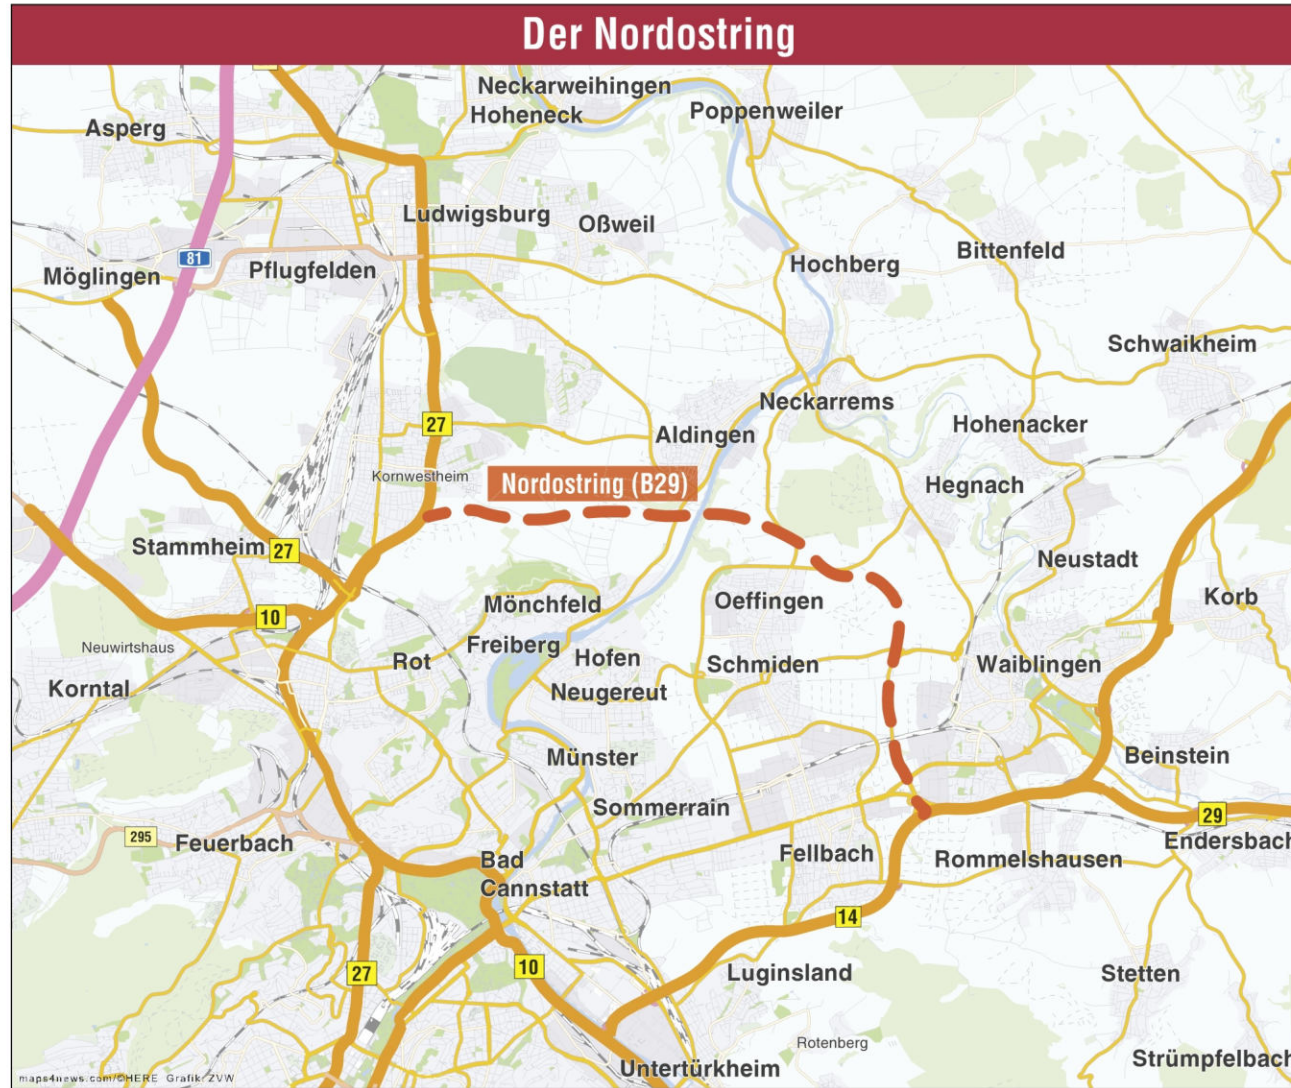 Der Nordostring
Neckarweihingen
Hoheneck
Poppenweiler
Asperg
Ludwigsburg
Oßweil
81
Möglingen
Pflugfelden
Hochberg
Bittenfeld
Schwaikheim
27
Neckarrems
Aldingen
Hohenacker
Kornwestheim
Nordostring (B29)
Hegnach
Stammheim
27
Neustadt
10
Mönchfeld
Oeffingen
Korb
Neuwirtshaus
Freiberg
Rot
Hofen
Schmiden
Waiblingen
Korntal
Neugereut
Münster
Beinstein
Sommerrain
29
295
Feuerbach
Endersbach
Bad
Cannstatt
Fellbach
Rommelshausen
14
27
10
Luginsland
Stetten
Rotenberg
Untertürkheim
Strümpfelbach
maps4news.com/©HERE Grafik: ZVW